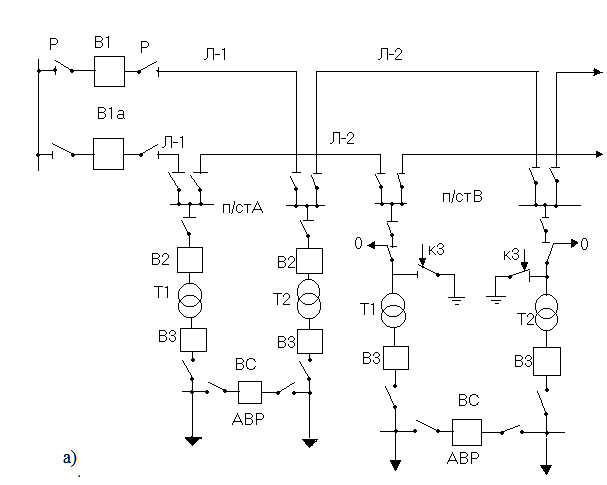 Р В1 Р Л-1 Л-2
В1а
Л-1 Л-2
п/стА п/стВ
0 кЗ кЗ 0
В2 В2
Т1 Т2 Т1 Т2
В3 В3 В3 В3
ВС ВС
АВР АВР
а)